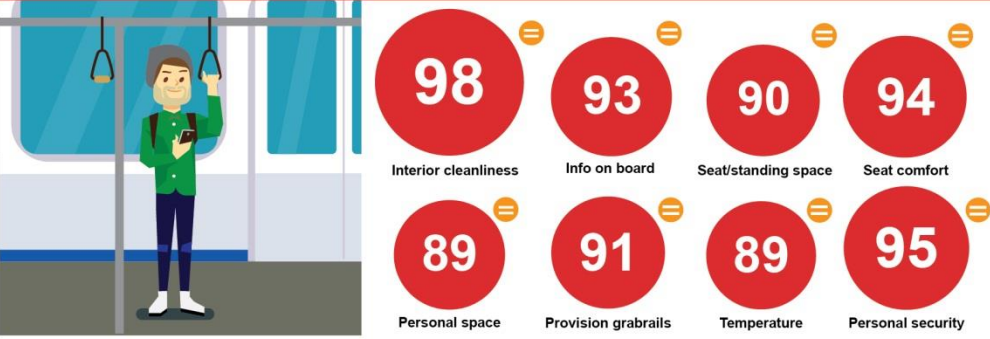 98
93
90
94
Interior cleanliness
Info on board
Seat/standing space
Seat comfort
89
91
89
95
Personal space
Provision grabrails
Temperature
Personal security